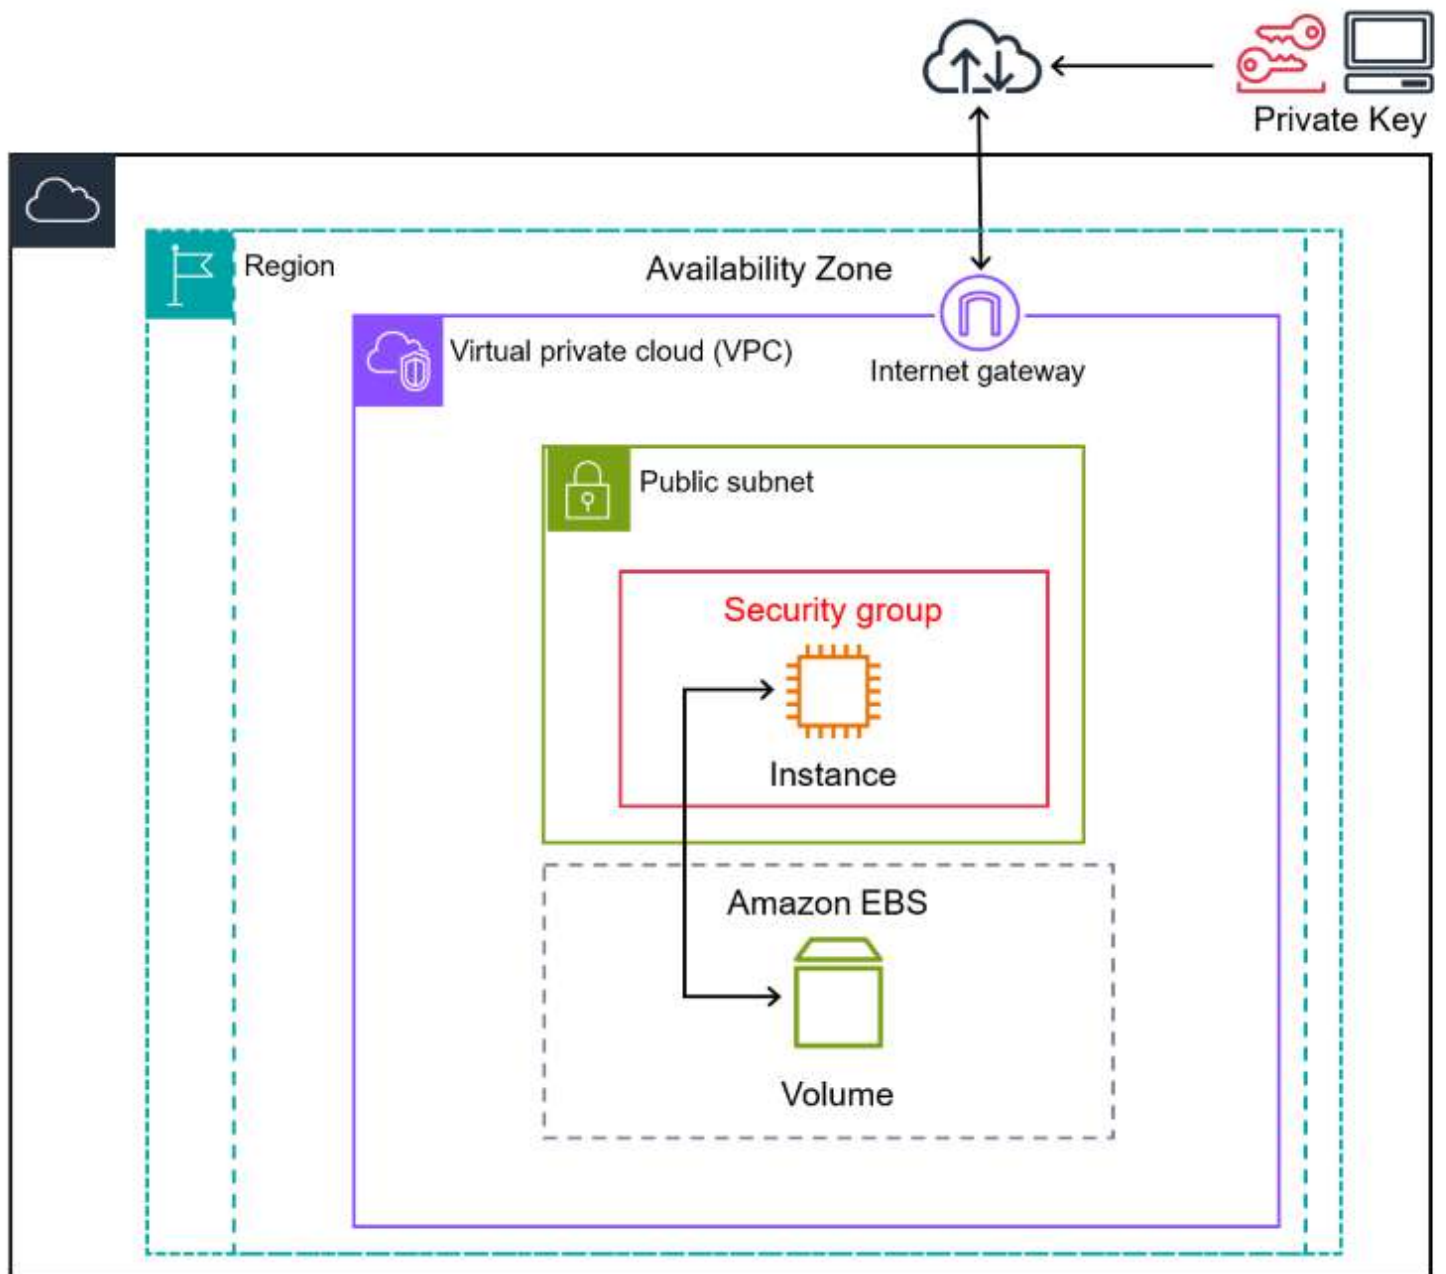 Private Key
Region
Availability Zone
Virtual private cloud (VPC)
Internet gateway
Public subnet
Security group
Instance
Amazon EBS
Volume